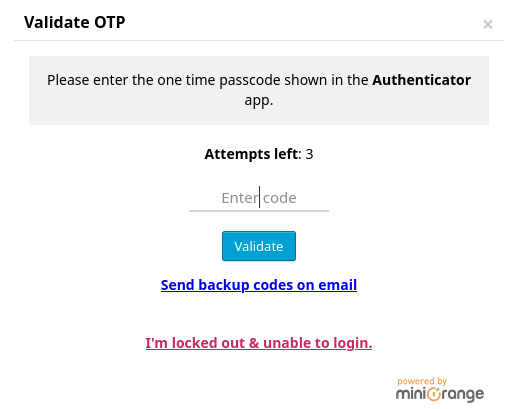 Validate OTP
×
Please enter the one time passcode shown in the Authenticator
app.
Attempts left: 3
Enter code
Validate
Send backup codes on email
I'm locked out & unable to login.
powered by
miniOrange